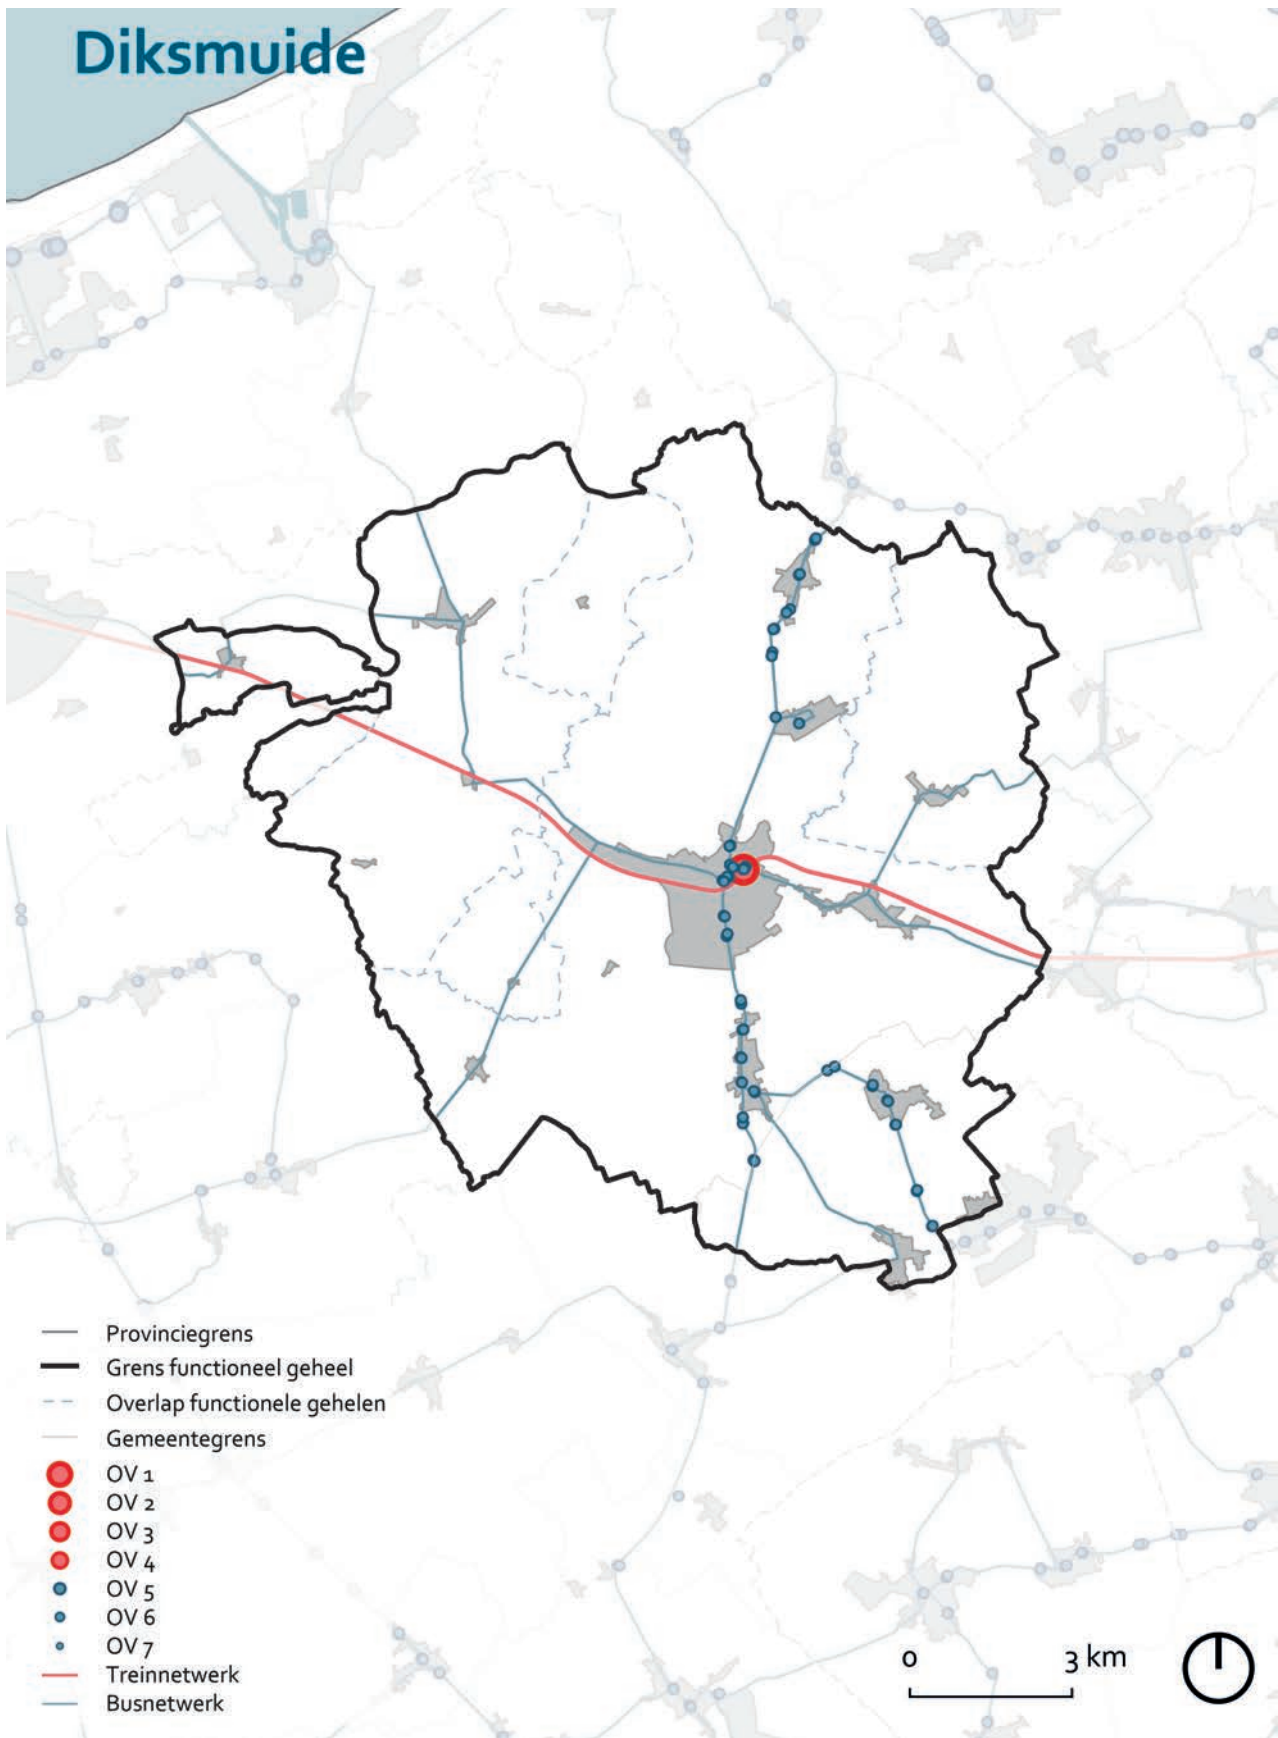 Diksmuide
Provinciegrens
Grens functioneel geheel
Overlap functionele gehelen
Gemeentegrens
OV 1
OV 2
OV 3
OV 4
OV 5
OV 6
OV 7
Treinnetwerk
Busnetwerk
0 3 km